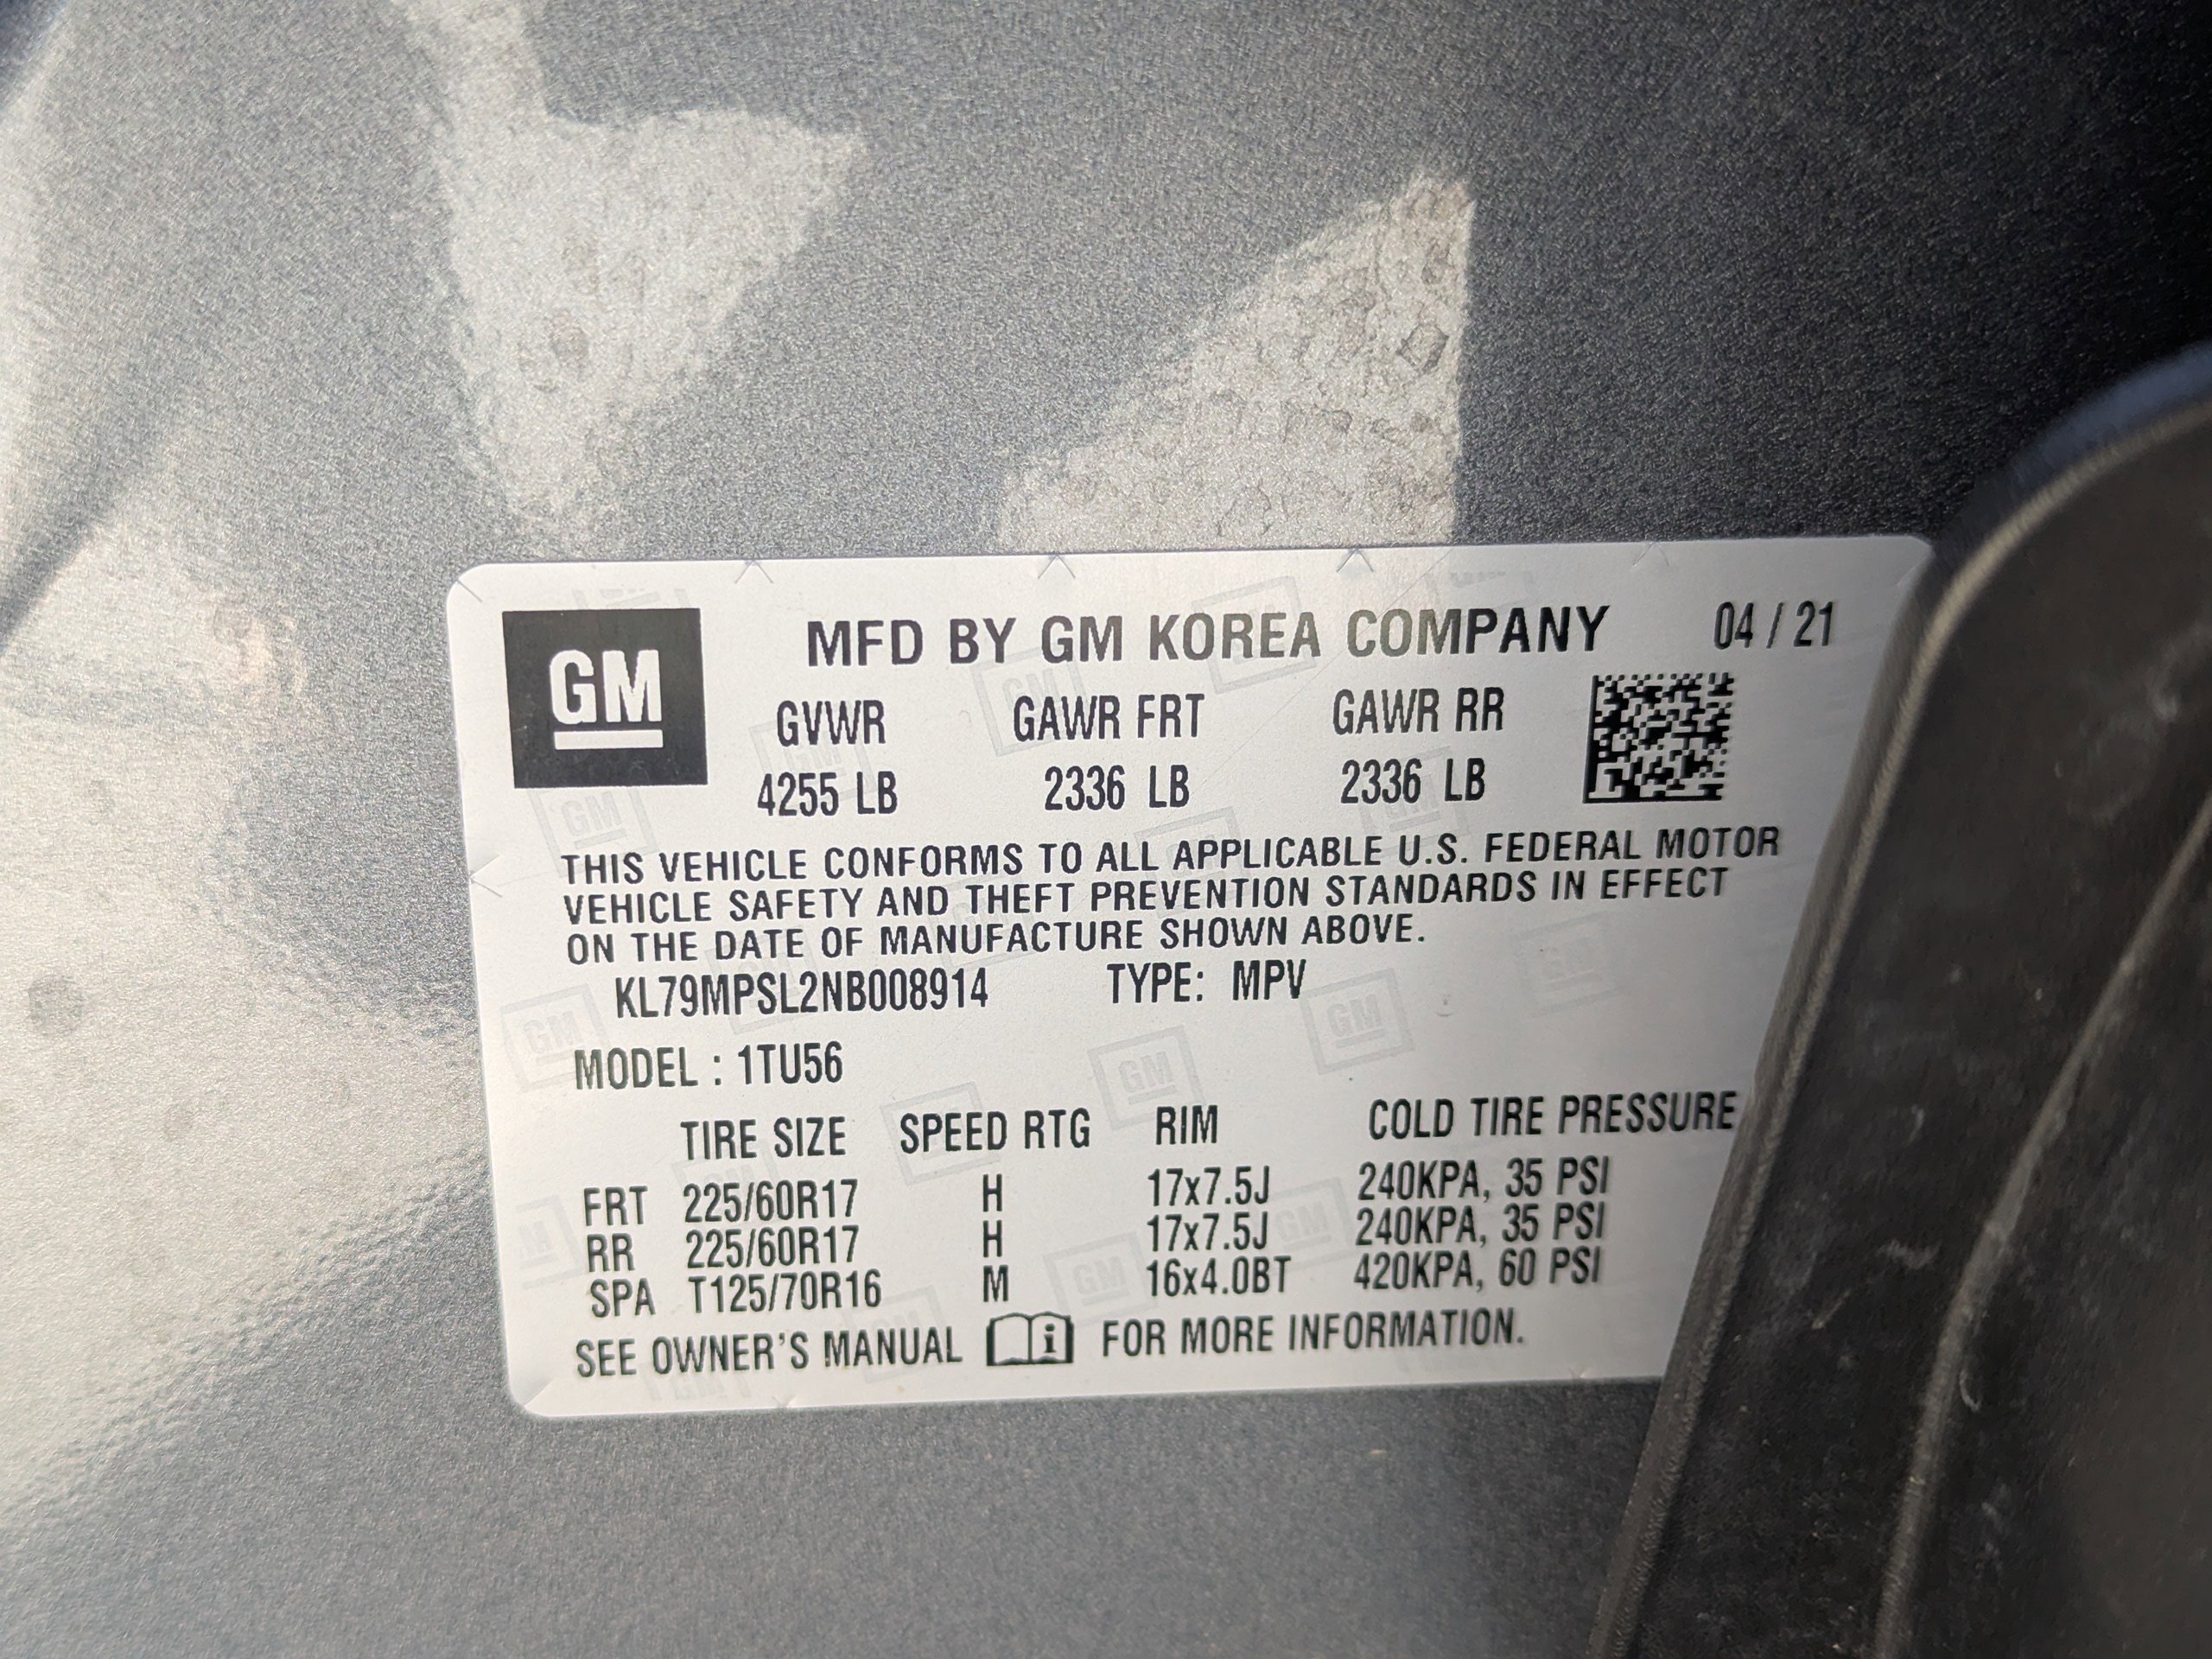 GM
MFD BY GM KOREA COMPANY 04 / 21
GVWR GAWR FRT GAWR RR
4255 LB 2336 LB 2336 LB
THIS VEHICLE CONFORMS TO ALL APPLICABLE U.S. FEDERAL MOTOR
VEHICLE SAFETY AND THEFT PREVENTION STANDARDS IN EFFECT
ON THE DATE OF MANUFACTURE SHOWN ABOVE.
KL79MPSL2NB008914 TYPE: MPV
MODEL : 1TU56
TIRE SIZE SPEED RTG RIM COLD TIRE PRESSURE
FRT 225/60R17 H 17x7.5J 240KPA, 35 PSI
RR 225/60R17 H 17x7.5J 240KPA, 35 PSI
SPA T125/70R16 M 16x4.0BT 420KPA, 60 PSI
SEE OWNER'S MANUAL i FOR MORE INFORMATION.